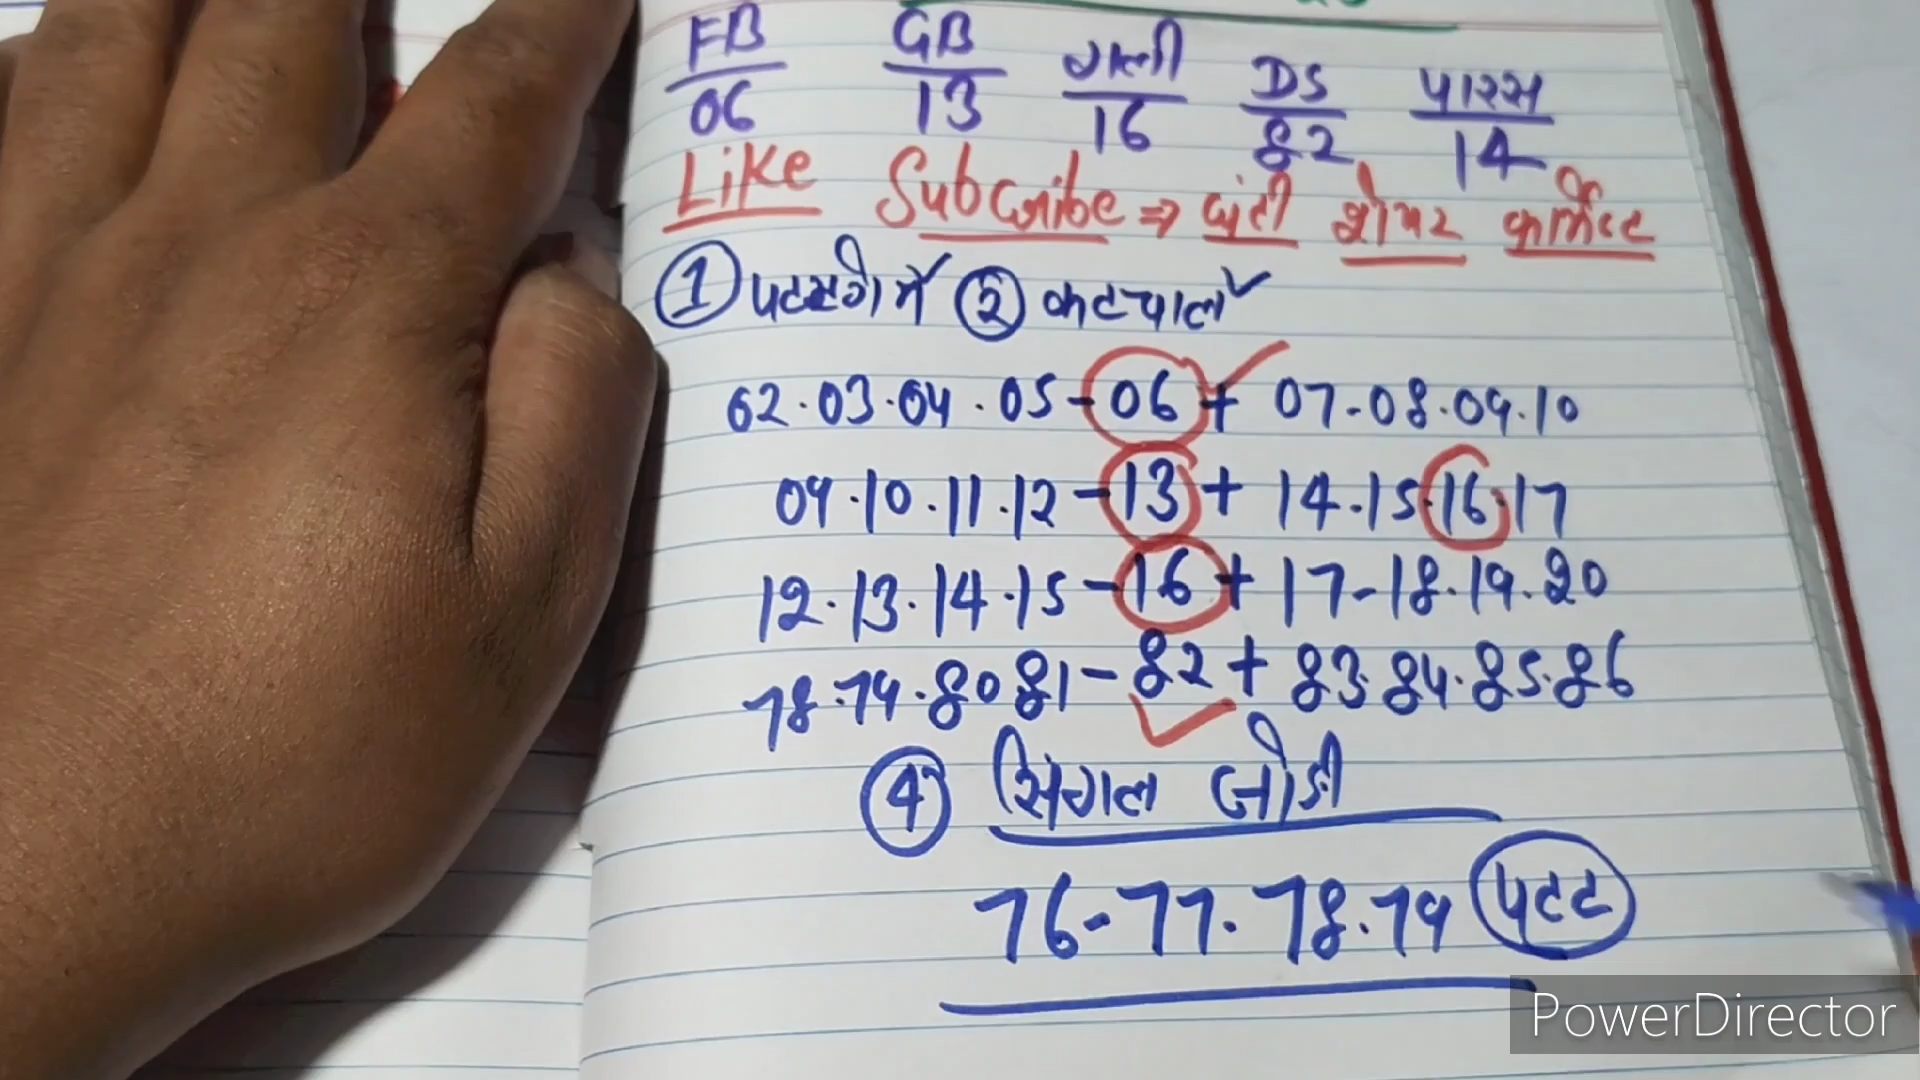 FB GB गली DS पारस
06 13 16 82 14
Like Subcribe ⇒ घंटी शेयर कमेंट
① पटलगे में ② काटचाल
02·03·04·05-06+07-08·09·10
09·10·11·12-13+14·15·16·17
12·13·14·15-16+17-18·19·20
78·79·80 81-82+83·84·85·86
④ सिंगल जोडी
76-77·78·79 पलट
PowerDirector